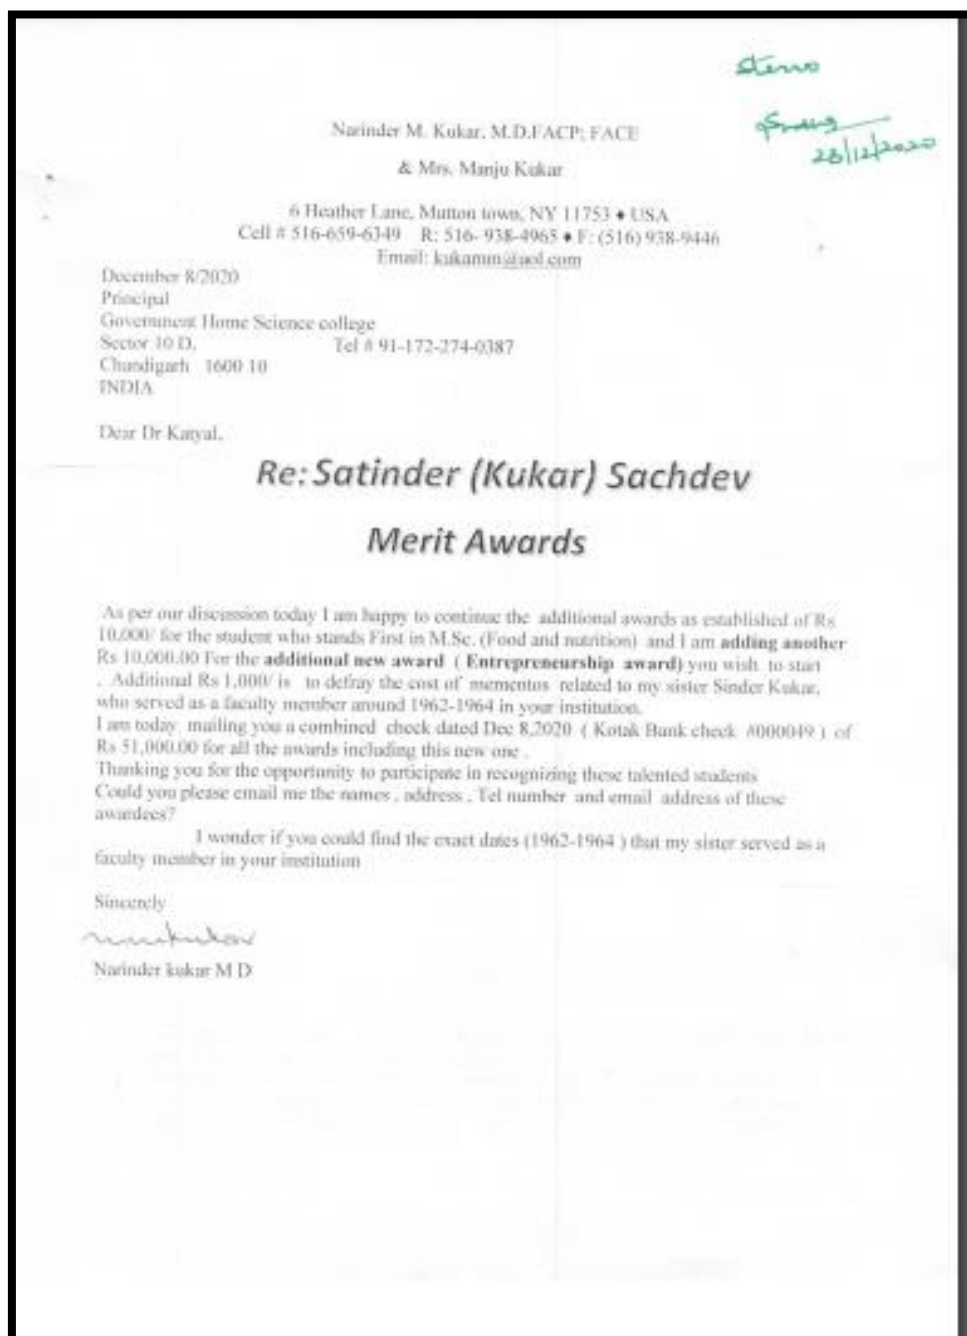 Steno
28/12/2020
Narinder M. Kukar, M.D.FACP; FACE
& Mrs. Manju Kukar
6 Heather Lane, Mutton town, NY 11753 ♦ USA
Cell # 516-659-6349 R: 516- 938-4965 ♦ F: (516) 938-9446
Email: kukarnm@aol.com
December 8/2020
Principal
Government Home Science college
Sector 10 D, Tel # 91-172-274-0387
Chandigarh 1600 10
INDIA
Dear Dr Katyal,
Re: Satinder (Kukar) Sachdev
Merit Awards
As per our discussion today I am happy to continue the additional awards as established of Rs
10,000/ for the student who stands First in M.Sc. (Food and nutrition) and I am adding another
Rs 10,000.00 For the additional new award ( Entrepreneurship award) you wish to start
. Additional Rs 1,000/ is to defray the cost of mementos related to my sister Sinder Kukar,
who served as a faculty member around 1962-1964 in your institution.
I am today mailing you a combined check dated Dec 8,2020 ( Kotak Bank check #000049 ) of
Rs 51,000.00 for all the awards including this new one .
Thanking you for the opportunity to participate in recognizing these talented students
Could you please email me the names , address , Tel number and email address of these
awardees?
I wonder if you could find the exact dates (1962-1964 ) that my sister served as a
faculty member in your institution
Sincerely
Narinder kukar M D